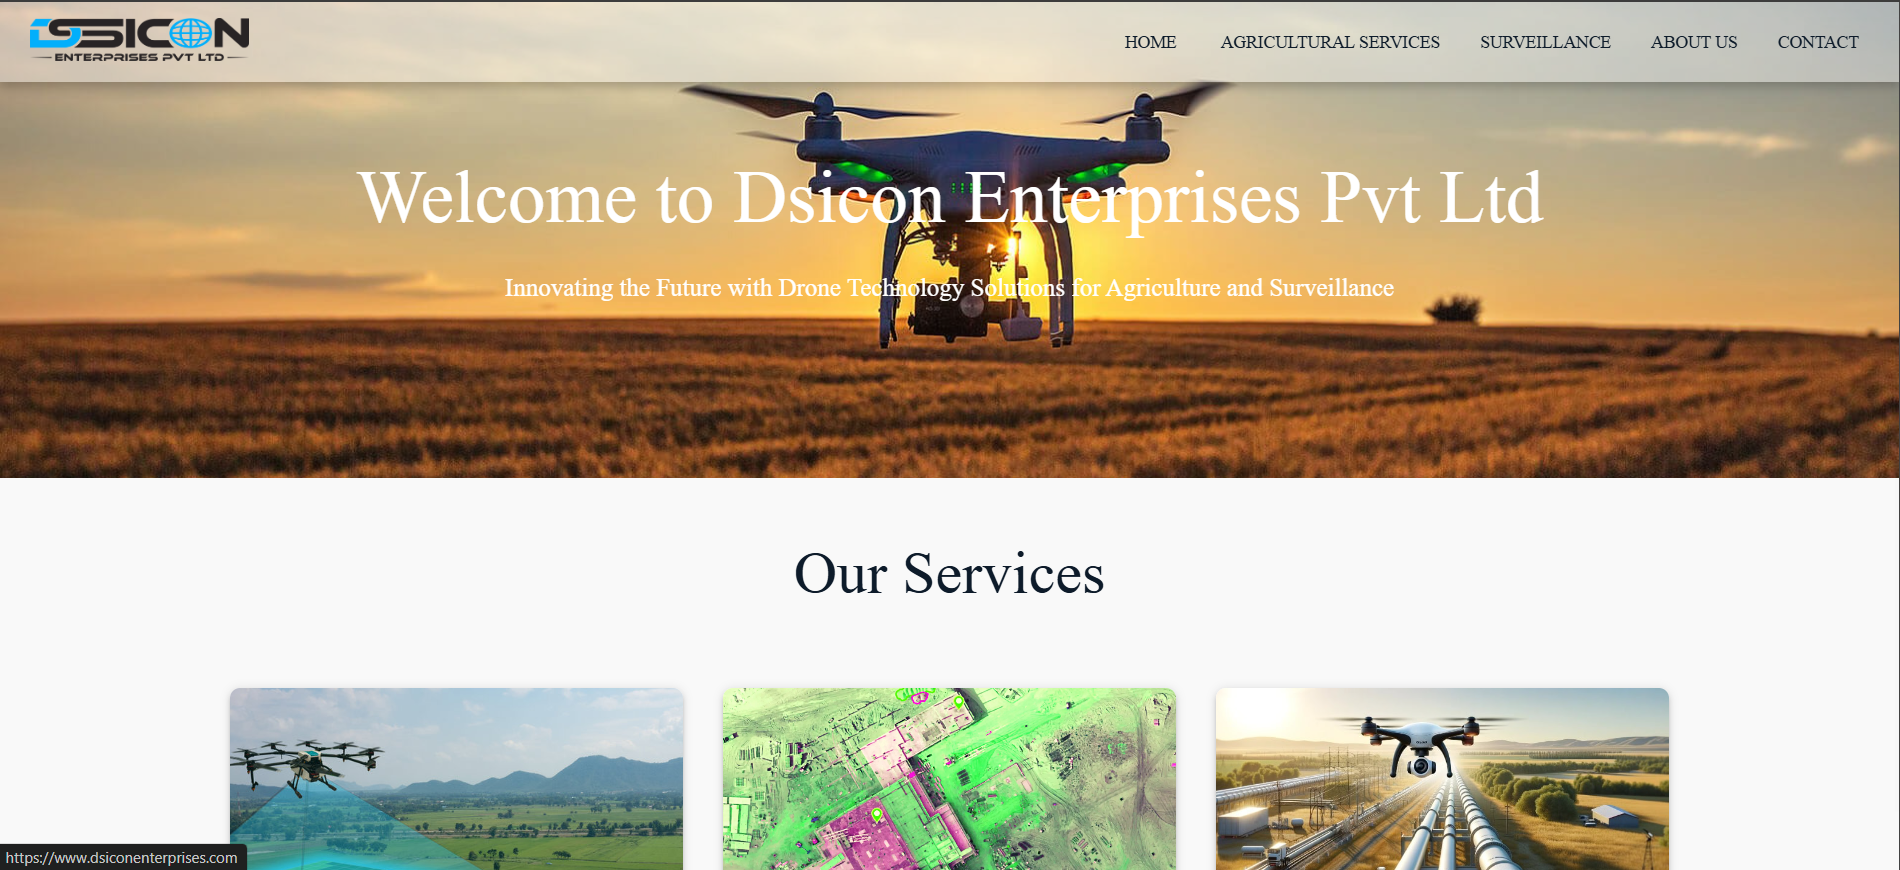 DSICON
ENTERPRISES PVT LTD
HOME AGRICULTURAL SERVICES SURVEILLANCE ABOUT US CONTACT
Welcome to Dsicon Enterprises Pvt Ltd
Innovating the Future with Drone Technology Solutions for Agriculture and Surveillance
Our Services
https://www.dsiconenterprises.com